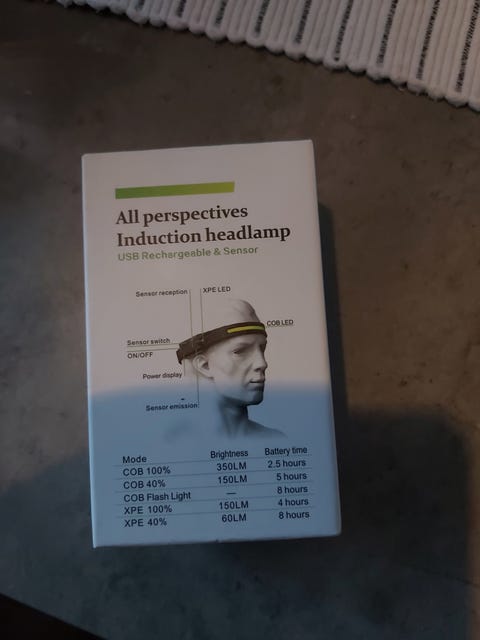 All perspectives
Induction headlamp
USB Rechargeable & Sensor
Sensor reception
XPE LED
COB LED
Sensor switch
ON/OFF
Power display
Sensor emission
Mode Brightness Battery time
COB 100% 350LM 2.5 hours
COB 40% 150LM 5 hours
COB Flash Light — 8 hours
XPE 100% 150LM 4 hours
XPE 40% 60LM 8 hours